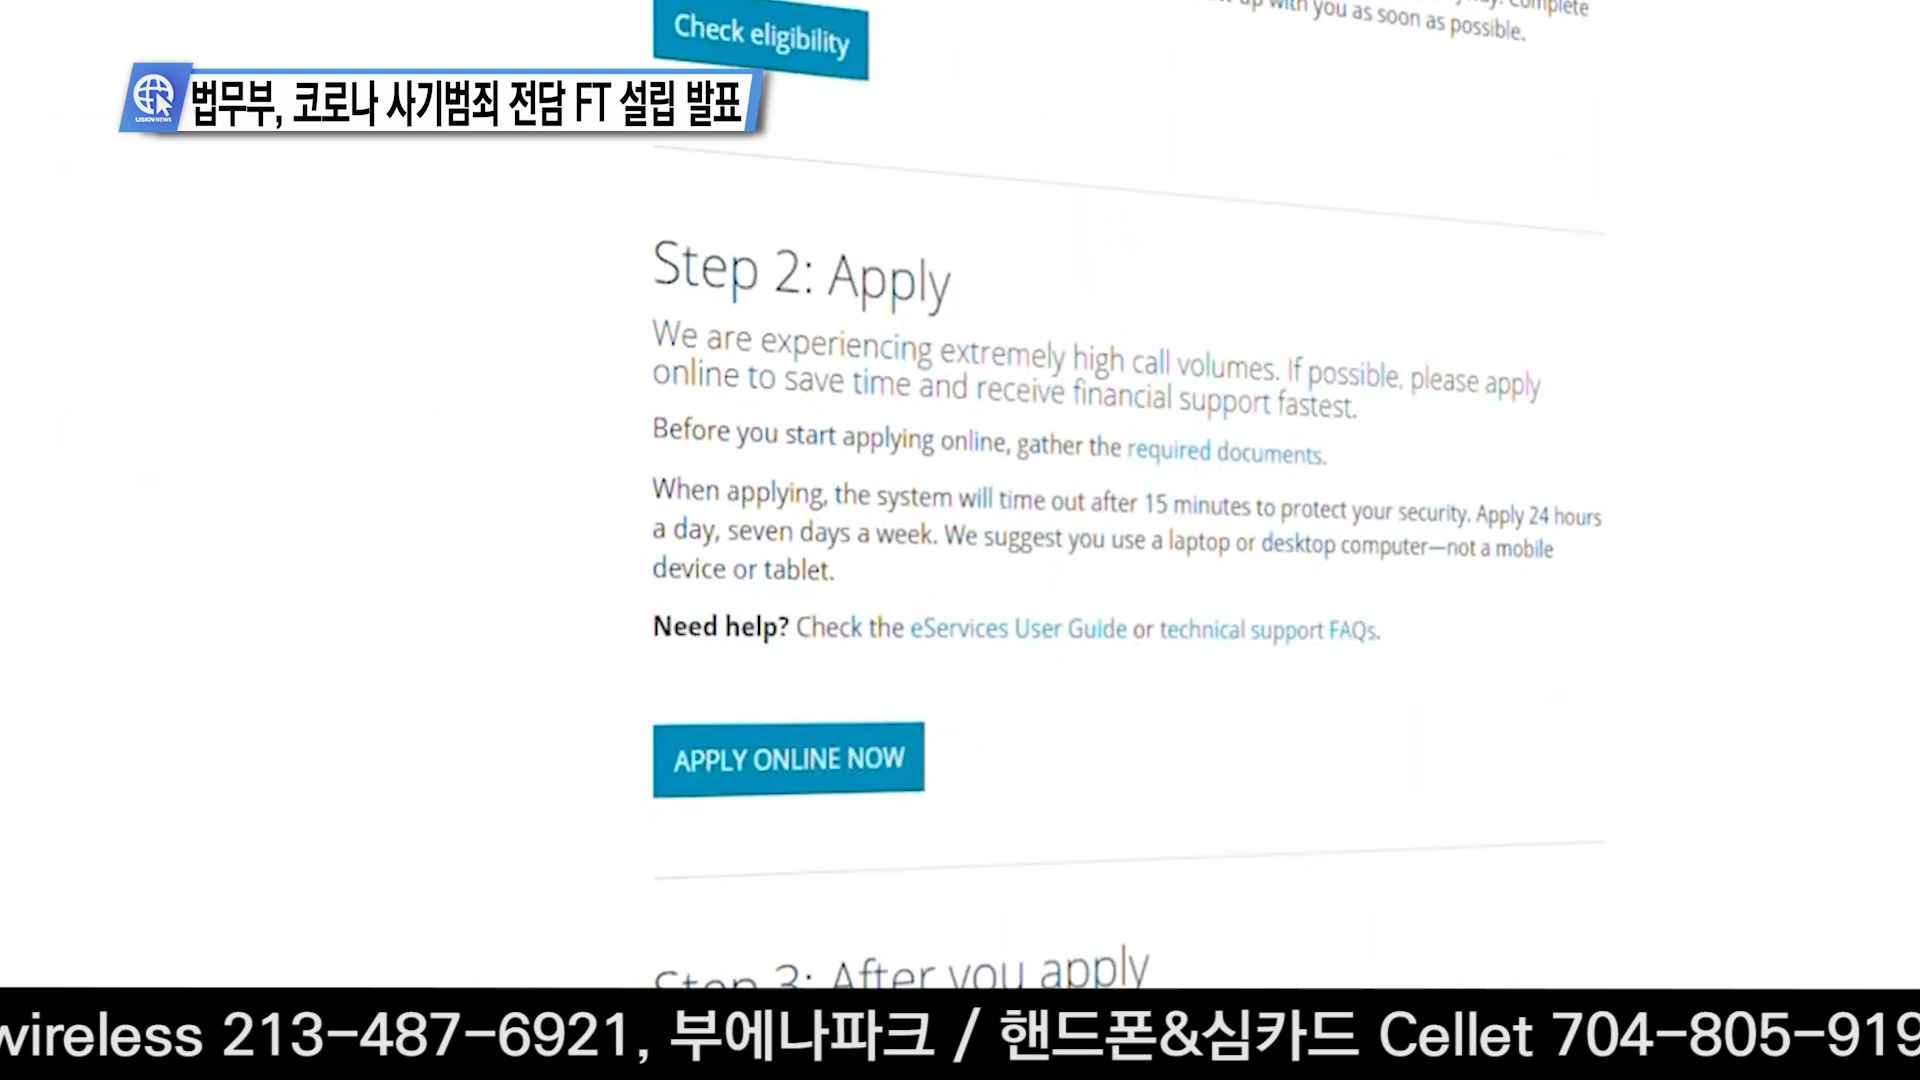 Complete
with you as soon as possible.
Check eligibility
USKN NEWS
법무부, 코로나 사기범죄 전담 FT 설립 발표
Step 2: Apply
We are experiencing extremely high call volumes. If possible, please apply
online to save time and receive financial support fastest.
Before you start applying online, gather the required documents.
When applying, the system will time out after 15 minutes to protect your security. Apply 24 hours
a day, seven days a week. We suggest you use a laptop or desktop computer—not a mobile
device or tablet.
Need help? Check the eServices User Guide or technical support FAQs.
APPLY ONLINE NOW
Step 3: After you apply
wireless 213-487-6921, 부에나파크 / 핸드폰&심카드 Cellet 704-805-919